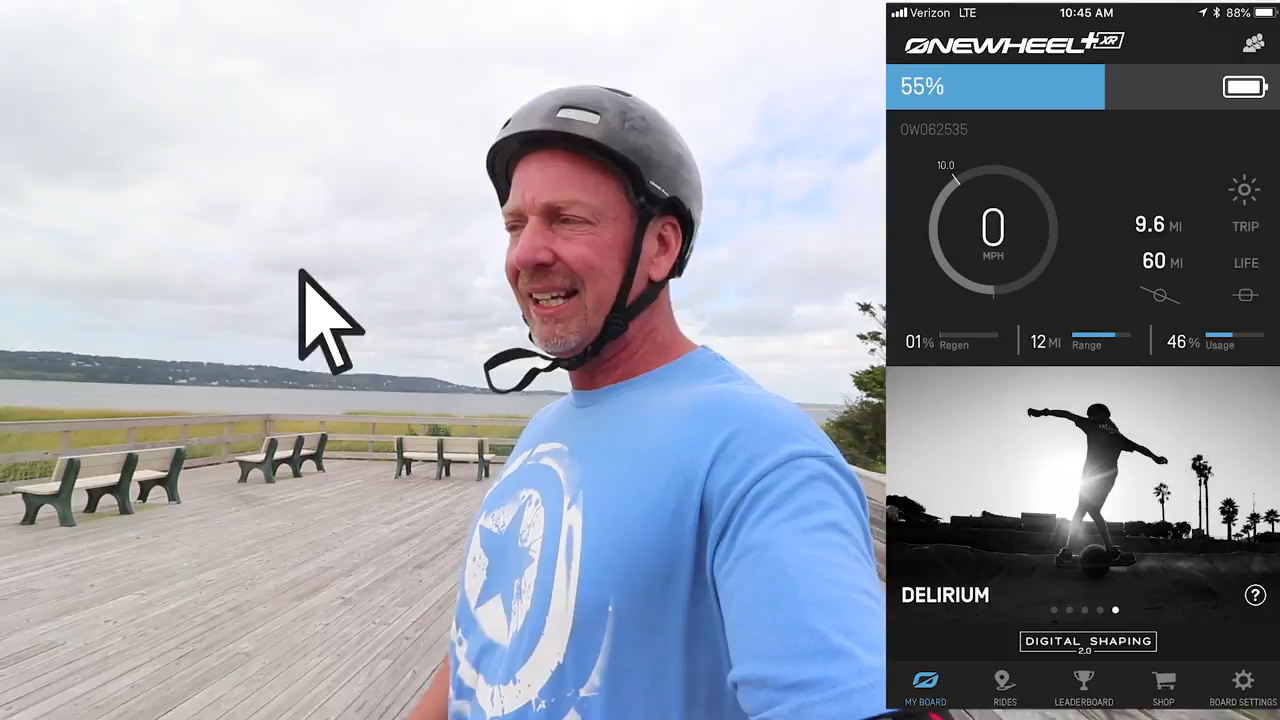 Verizon LTE 10:45 AM 88%
ONEWHEEL+XR
55%
OW062535
10.0
0
MPH
9.6 MI TRIP
60 MI LIFE
01% Regen 12 MI Range 46% Usage
DELIRIUM ?
DIGITAL SHAPING
2.0
MY BOARD RIDES LEADERBOARD SHOP BOARD SETTINGS